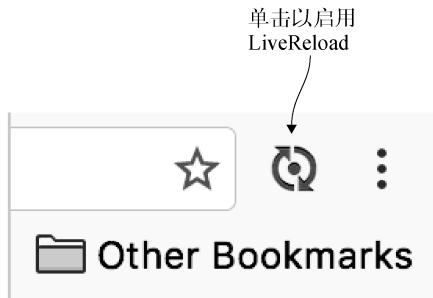 单击以启用
LiveReload
Other Bookmarks